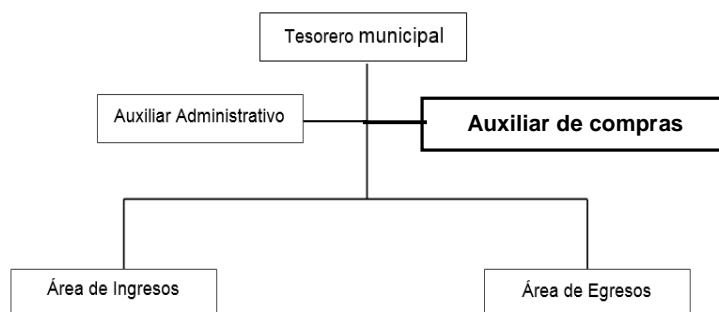 Tesorero municipal
Auxiliar Administrativo
Auxiliar de compras
Área de Ingresos
Área de Egresos